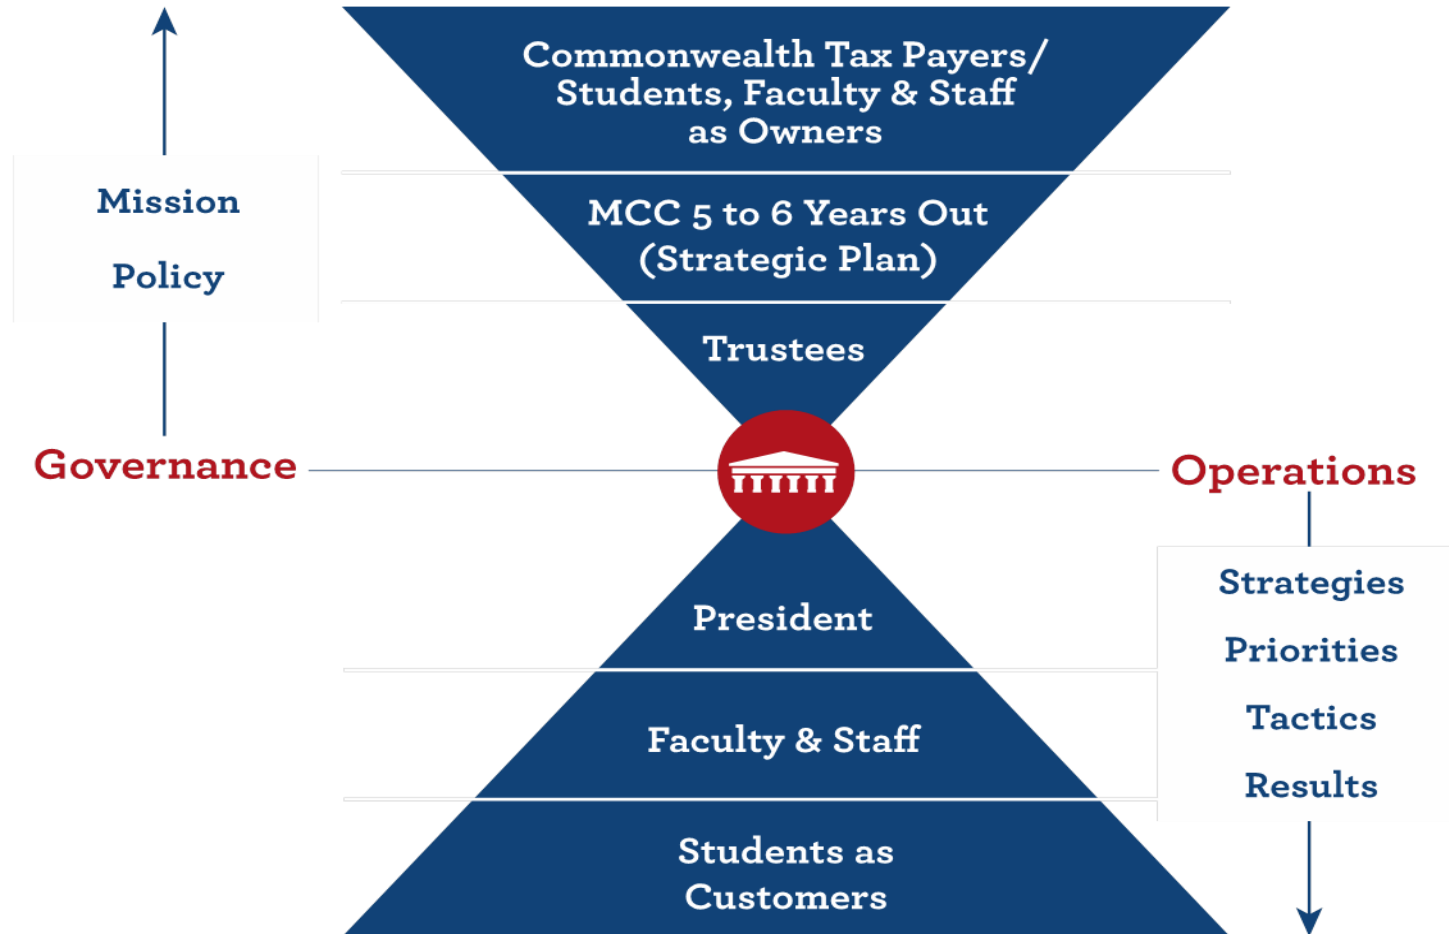 Commonwealth Tax Payers/
Students, Faculty & Staff
as Owners
Mission
Policy
MCC 5 to 6 Years Out
(Strategic Plan)
Trustees
Governance
Operations
President
Faculty & Staff
Students as
Customers
Strategies
Priorities
Tactics
Results